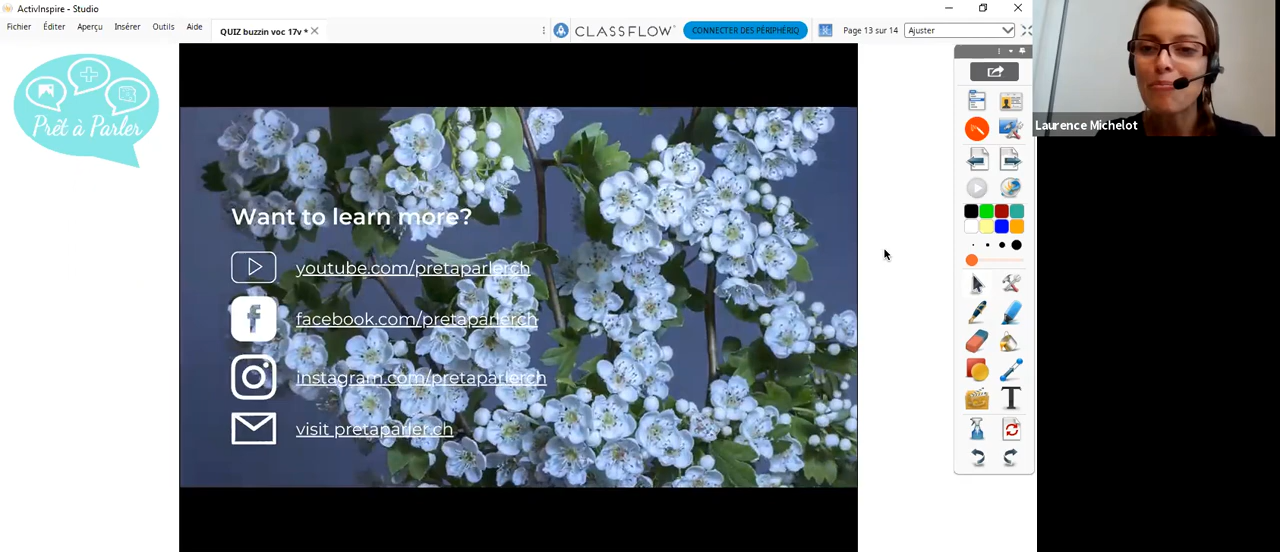 ActivInspire - Studio
Fichier Éditer Aperçu Insérer Outils Aide
QUIZ buzzin voc 17v *
CLASSFLOW
CONNECTER DES PÉRIPHÉRIQ
Page 13 sur 14
Ajuster
Prêt à Parler
Laurence Michelot
Want to learn more?
youtube.com/pretaparlerch
facebook.com/pretaparlerch
instagram.com/pretaparlerch
visit pretaparler.ch